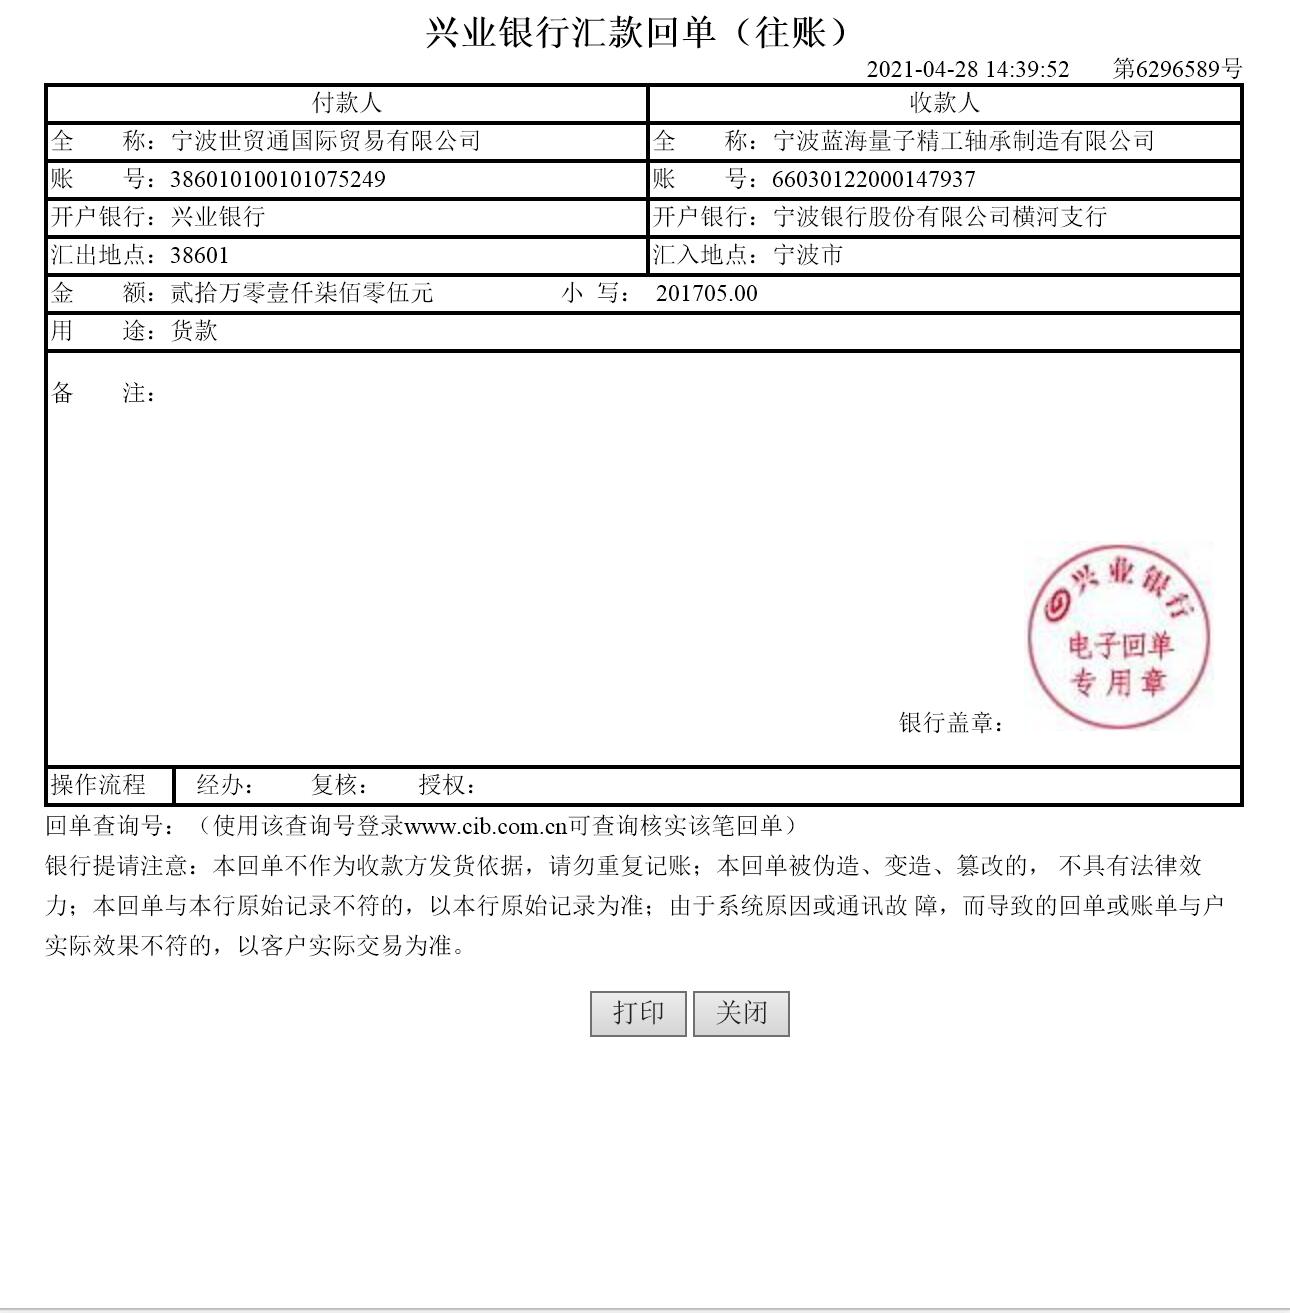 兴业银行汇款回单（往账）
2021-04-28 14:39:52 第6296589号
付款人 收款人
全 称：宁波世贸通国际贸易有限公司 全 称：宁波蓝海量子精工轴承制造有限公司
账 号：386010100101075249 账 号：66030122000147937
开户银行：兴业银行 开户银行：宁波银行股份有限公司横河支行
汇出地点：38601 汇入地点：宁波市
金 额：贰拾万零壹仟柒佰零伍元 小 写： 201705.00
用 途：货款
备 注：
兴业银行
电子回单
专用章
银行盖章：
操作流程 经办： 复核： 授权：
回单查询号：（使用该查询号登录www.cib.com.cn可查询核实该笔回单）
银行提请注意：本回单不作为收款方发货依据，请勿重复记账；本回单被伪造、变造、篡改的， 不具有法律效
力；本回单与本行原始记录不符的，以本行原始记录为准；由于系统原因或通讯故 障，而导致的回单或账单与户
实际效果不符的，以客户实际交易为准。
打印 关闭